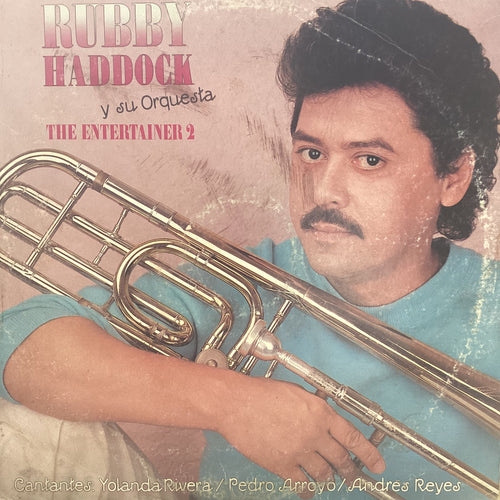 RUBBY
HADDOCK
y su Orquesta
THE ENTERTAINER 2
Cantantes Yolanda Rivera / Pedro Arroyo / Andres Reyes